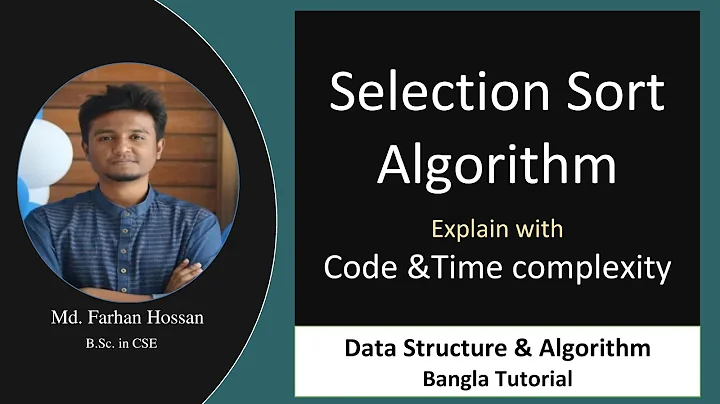 Selection Sort
Algorithm
Explain with
Code &Time complexity
Md. Farhan Hossan
B.Sc. in CSE
Data Structure & Algorithm
Bangla Tutorial